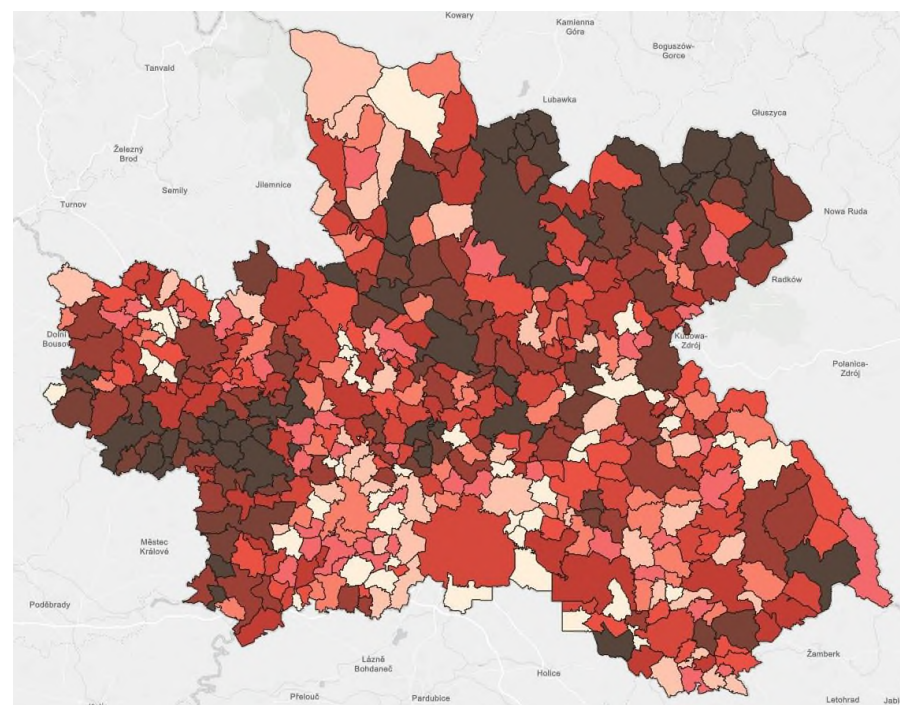 Kowary
Kamienna
Góra
Boguszów-
Gorce
Tanvald
Lubawka
Głuszyca
Železný
Brod
Semily
Jilemnice
Turnov
Nowa Ruda
Radków
Dolní
Bousov
Kudowa-
Zdrój
Polanica-
Zdrój
Městec
Králové
Poděbrady
Lázně
Bohdaneč
Žamberk
Holice
Přelouč
Pardubice
Letohrad